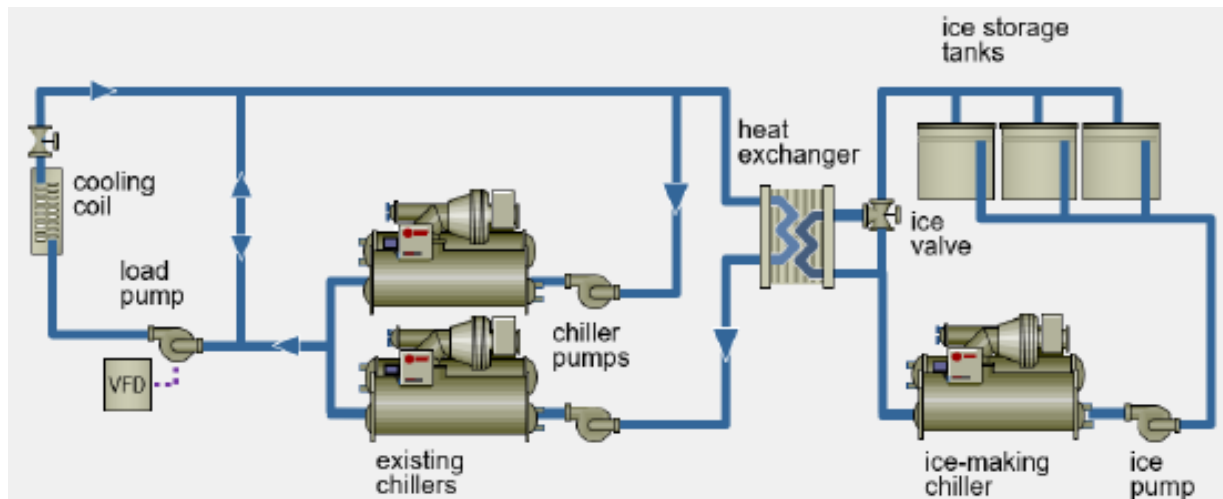 ice storage
tanks
heat
exchanger
cooling
coil
ice
valve
load
pump
chiller
pumps
VFD
existing
chillers
ice-making
chiller
ice
pump